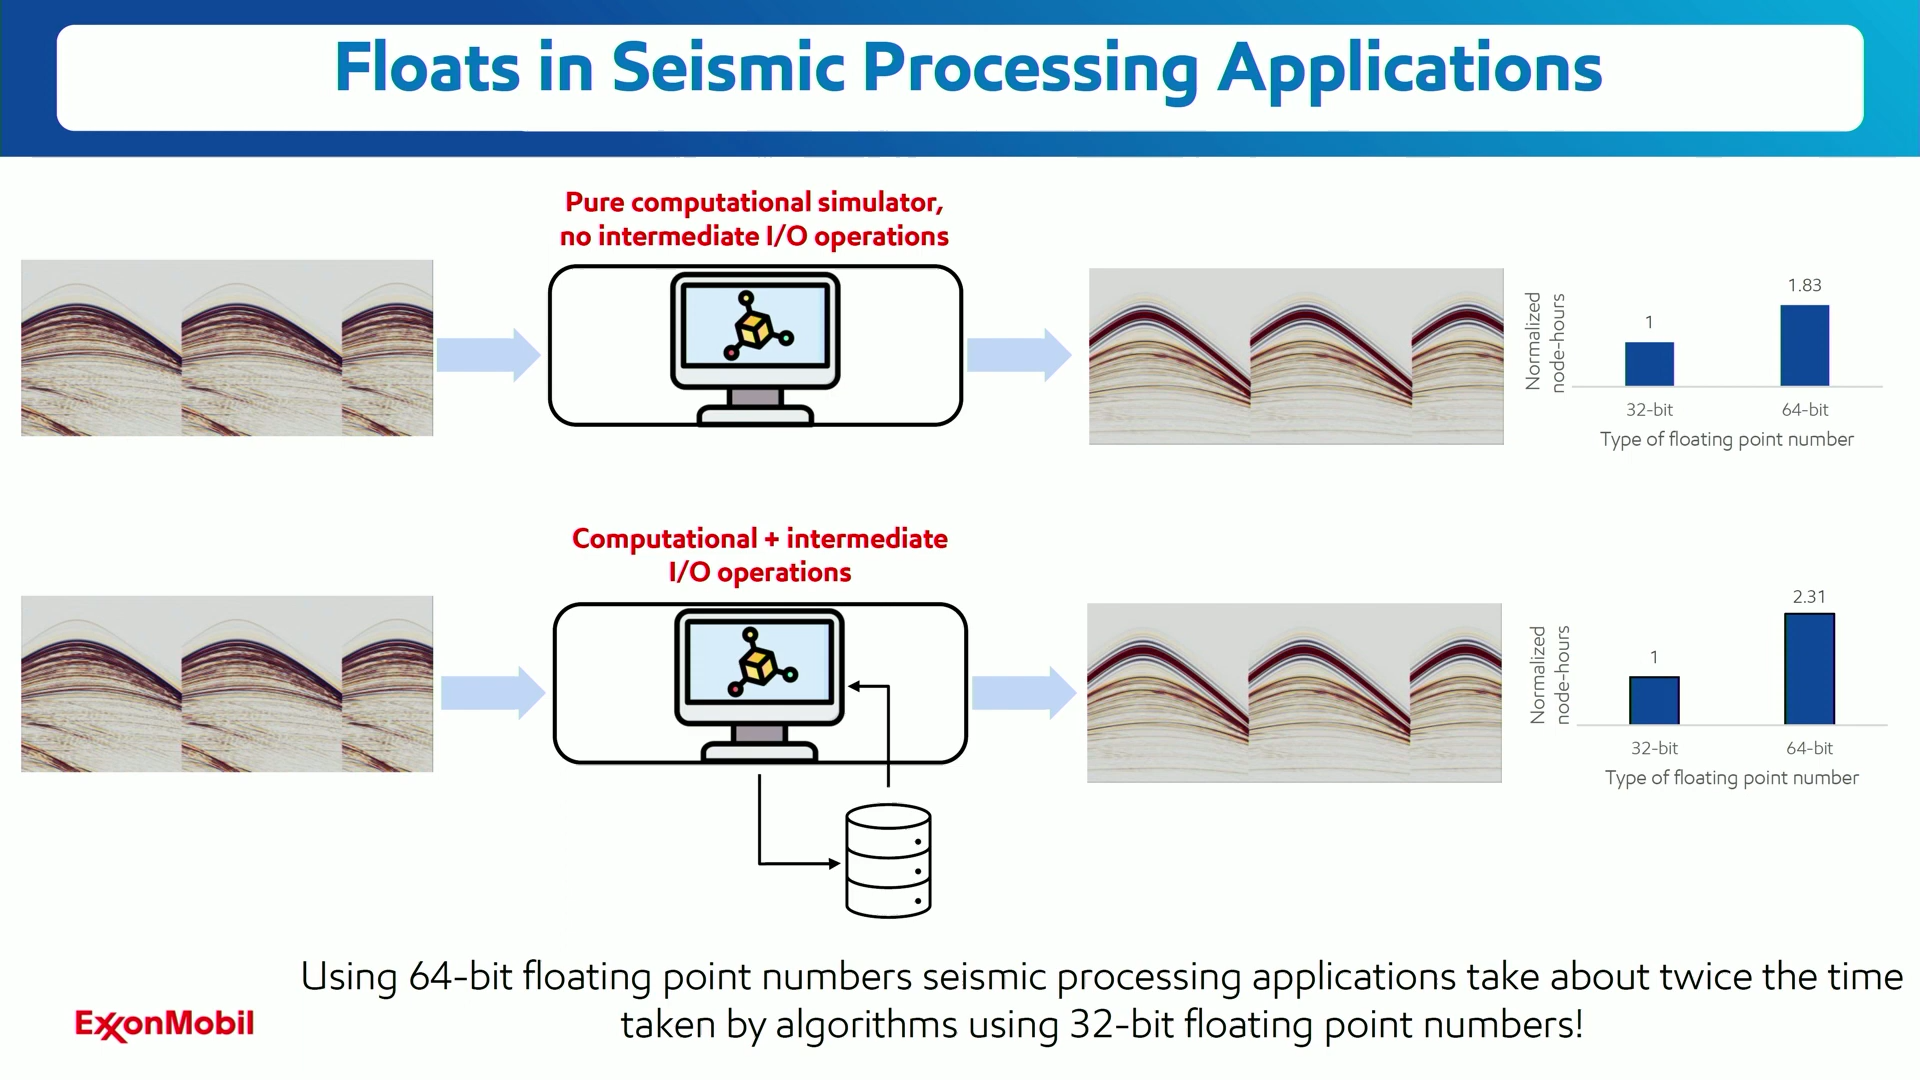 Floats in Seismic Processing Applications
Pure computational simulator,
no intermediate I/O operations
Normalized
node-hours
1
1.83
32-bit
64-bit
Type of floating point number
Computational + intermediate
I/O operations
Normalized
node-hours
1
2.31
32-bit
64-bit
Type of floating point number
Using 64-bit floating point numbers seismic processing applications take about twice the time
taken by algorithms using 32-bit floating point numbers!
ExxonMobil